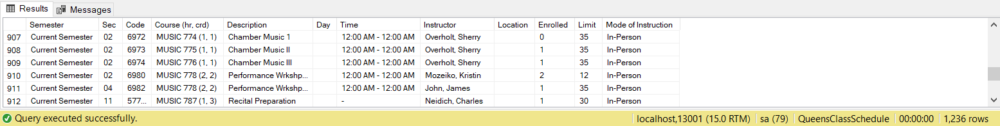 Results Messages
Semester Sec Code Course (hr, crd) Description Day Time Instructor Location Enrolled Limit Mode of Instruction
907 Current Semester 02 6972 MUSIC 774 (1, 1) Chamber Music 1 12:00 AM - 12:00 AM Overholt, Sherry 0 35 In-Person
908 Current Semester 02 6973 MUSIC 775 (1, 1) Chamber Music II 12:00 AM - 12:00 AM Overholt, Sherry 1 35 In-Person
909 Current Semester 02 6974 MUSIC 776 (1, 1) Chamber Music III 12:00 AM - 12:00 AM Overholt, Sherry 1 35 In-Person
910 Current Semester 02 6980 MUSIC 778 (2, 2) Performance Wrkshp... 12:00 AM - 12:00 AM Mozeiko, Kristin 2 12 In-Person
911 Current Semester 04 6982 MUSIC 778 (2, 2) Performance Wrkshp... 12:00 AM - 12:00 AM John, James 1 35 In-Person
912 Current Semester 11 577... MUSIC 787 (1, 3) Recital Preparation - Neidich, Charles 1 30 In-Person
Query executed successfully. localhost,13001 (15.0 RTM) sa (79) QueensClassSchedule 00:00:00 1,236 rows